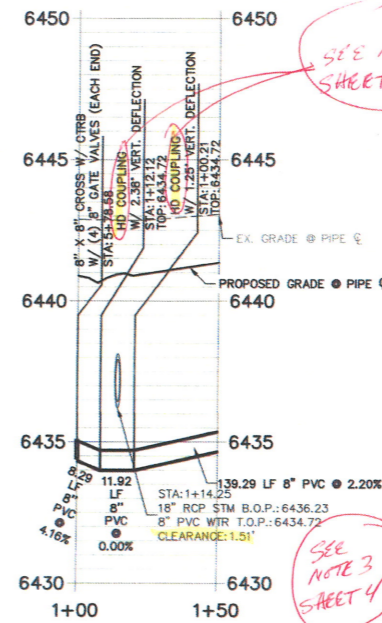 6450
6450
SEE
SHEET
8" X 8" CROSS W/ CTRB
W/ (4) 8" GATE VALVES (EACH END)
STA: 5+78.58
HD COUPLING
W/ 2.38° VERT. DEFLECTION
STA:1+12.12
TOP:6434.72
HD COUPLING
W/ 1.25° VERT. DEFLECTION
STA:1+00.21
TOP:6434.72
6445
6445
EX. GRADE @ PIPE ℄
PROPOSED GRADE @ PIPE
6440
6440
6435
6435
8.29
LF
8"
PVC
@
4.16%
11.92
LF
8"
PVC
@
0.00%
139.29 LF 8" PVC @ 2.20%
STA:1+14.25
18" RCP STM B.O.P.:6436.23
8" PVC WTR T.O.P.:6434.72
CLEARANCE:1.51'
SEE
NOTE 3
SHEET 4
6430
6430
1+00
1+50